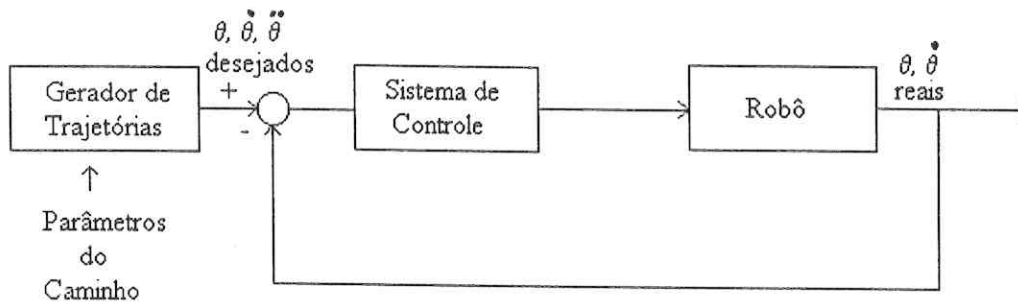 θ, θ̇, θ̈
desejados
Gerador de
Trajetórias
+
-
Sistema de
Controle
Robô
θ, θ̇
reais
Parâmetros
do
Caminho